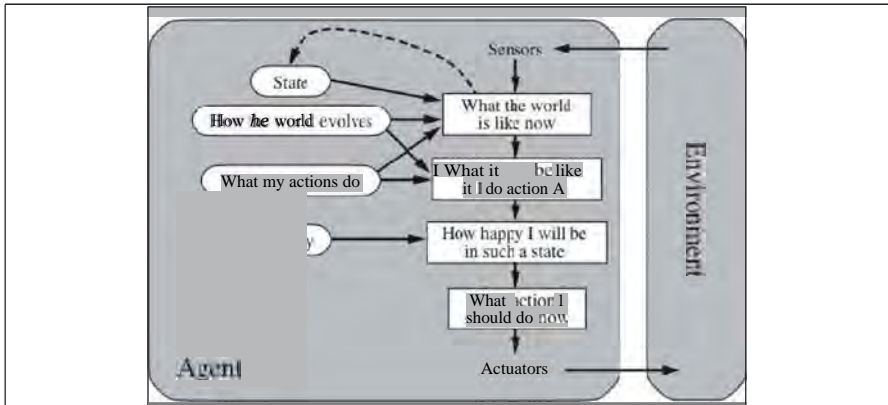 Sensors
State
What the world
is like now
How he world evolves
I What it be like
it I do action A
What my actions do
How happy I will be
in such a state
y
What action I
should do now
Agent
Actuators
Environment